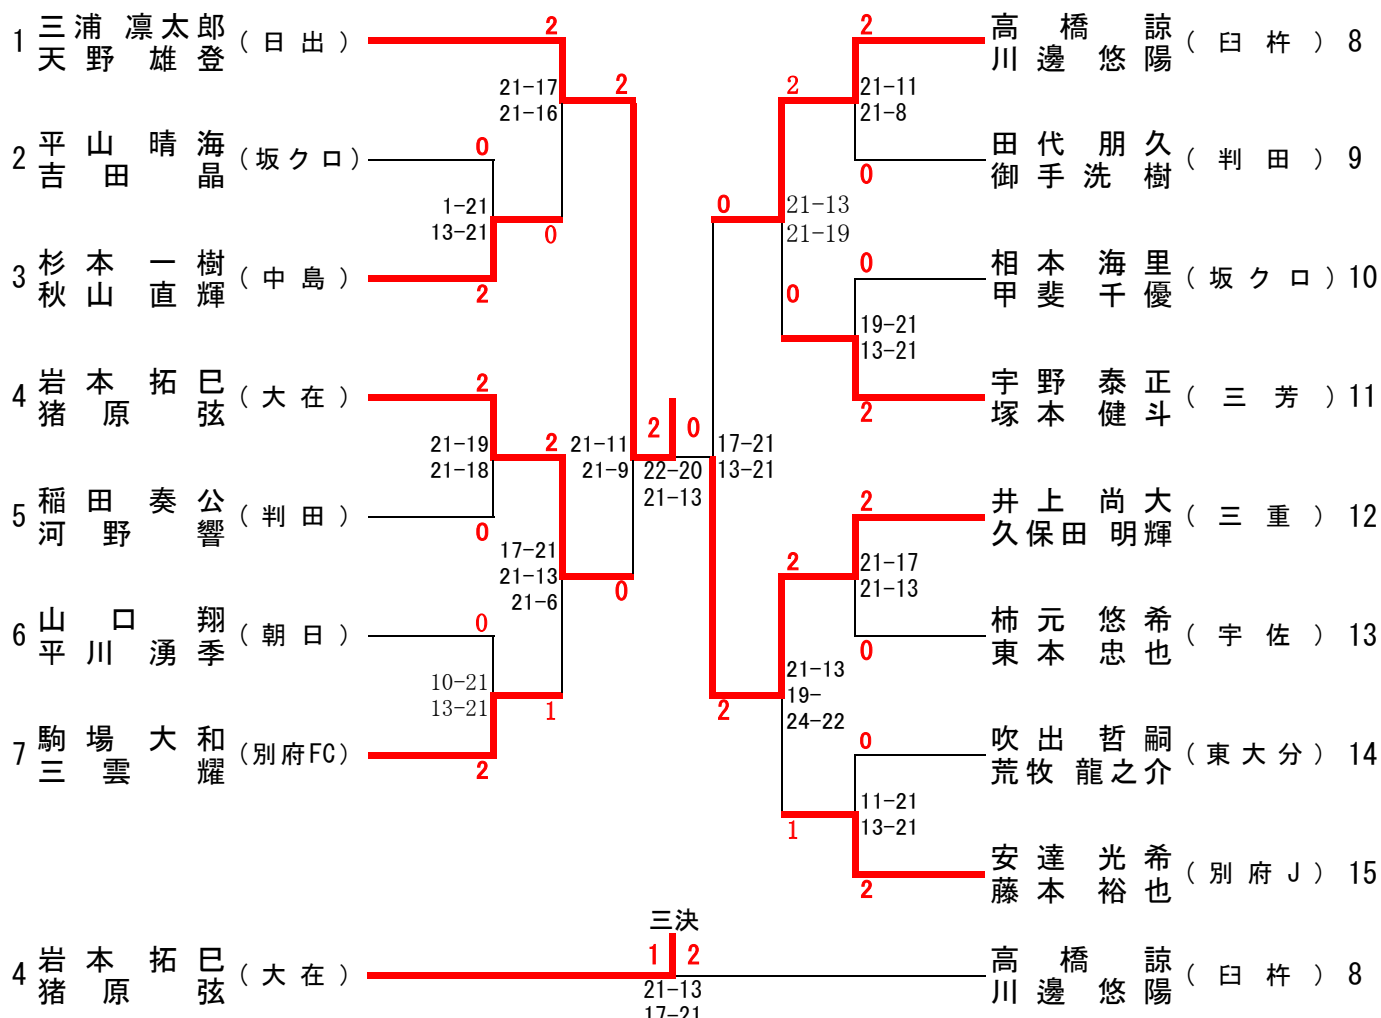 1 三浦 凛太郎 天野 雄登 (日出) 2
21-17
21-16
2
2 平山 晴海 吉田 晶 (坂クロ) 0
1-21
13-21
0
3 杉本 一樹 秋山 直輝 (中島) 2
4 岩本 拓巳 猪原 弦 (大在) 2
21-19
21-18
2
21-11
21-9
5 稲田 奏公 河野 響 (判田) 0
17-21
21-13
21-6
0
6 山口 翔 平川 湧季 (朝日) 0
10-21
13-21
1
7 駒場 大和 三雲 耀 (別府FC) 2
2 0
22-20
21-13
2 高橋 諒 川邊 悠陽 (臼杵) 8
2
21-11
21-8
0 田代 朋久 御手洗 樹 (判田) 9
0
21-13
21-19
0 相本 海里 甲斐 千優 (坂クロ) 10
0
19-21
13-21
2 宇野 泰正 塚本 健斗 (三芳) 11
17-21
13-21
2 井上 尚大 久保田 明輝 (三重) 12
2
21-17
21-13
0 柿元 悠希 東本 忠也 (宇佐) 13
2
21-13
19-
24-22
0 吹出 哲嗣 荒牧 龍之介 (東大分) 14
1
11-21
13-21
2 安達 光希 藤本 裕也 (別府J) 15
三決
4 岩本 拓巳 猪原 弦 (大在) 1 2 高橋 諒 川邊 悠陽 (臼杵) 8
21-13
17-21